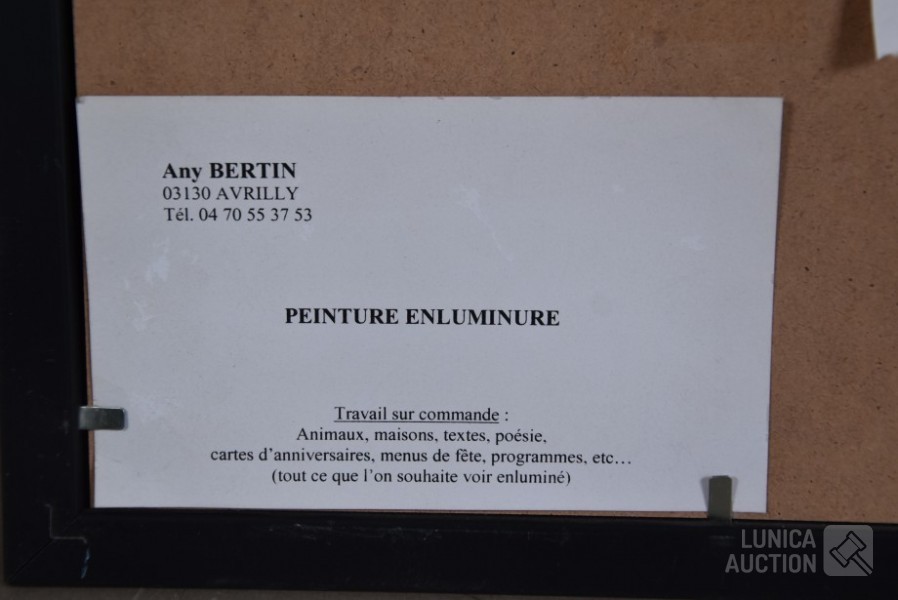 Any BERTIN
03130 AVRILLY
Tél. 04 70 55 37 53
PEINTURE ENLUMINURE
Travail sur commande :
Animaux, maisons, textes, poésie,
cartes d'anniversaires, menus de fête, programmes, etc…
(tout ce que l'on souhaite voir enluminé)
LUNICA
AUCTION